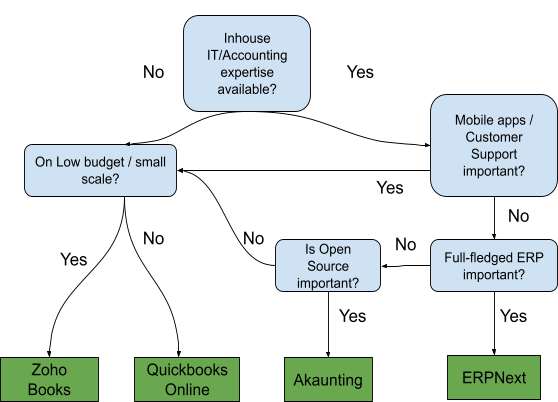 Inhouse
IT/Accounting
expertise
available?
No
Yes
Mobile apps /
Customer
Support
important?
On Low budget / small
scale?
Yes
No
Yes
No
No
Is Open
Source
important?
No
Full-fledged ERP
important?
Yes
Yes
Zoho
Books
Quickbooks
Online
Akaunting
ERPNext